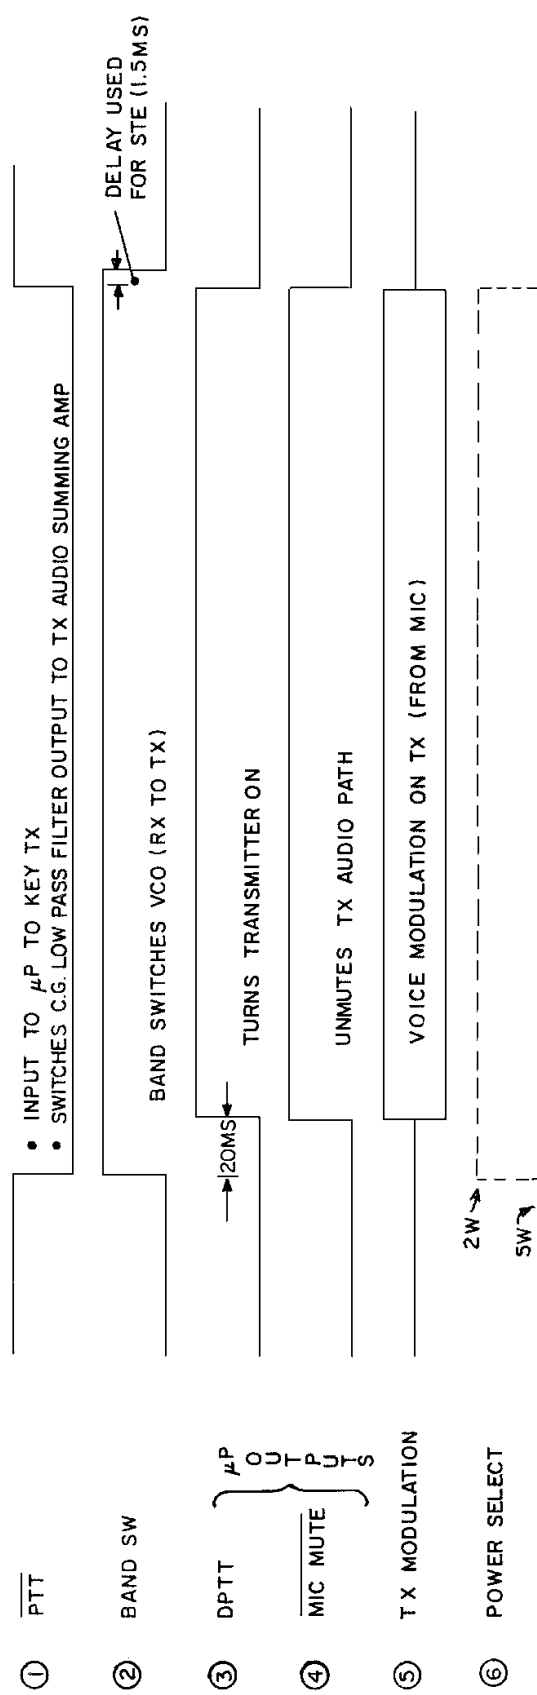 ① PTT
• INPUT TO μP TO KEY TX
• SWITCHES C.G. LOW PASS FILTER OUTPUT TO TX AUDIO SUMMING AMP
② BAND SW
BAND SWITCHES VCO (RX TO TX)
DELAY USED
FOR STE (1.5MS)
③ DPTT
20MS
TURNS TRANSMITTER ON
μP
OUTPUTS
④ MIC MUTE
UNMUTES TX AUDIO PATH
⑤ TX MODULATION
VOICE MODULATION ON TX (FROM MIC)
⑥ POWER SELECT
2W
5W